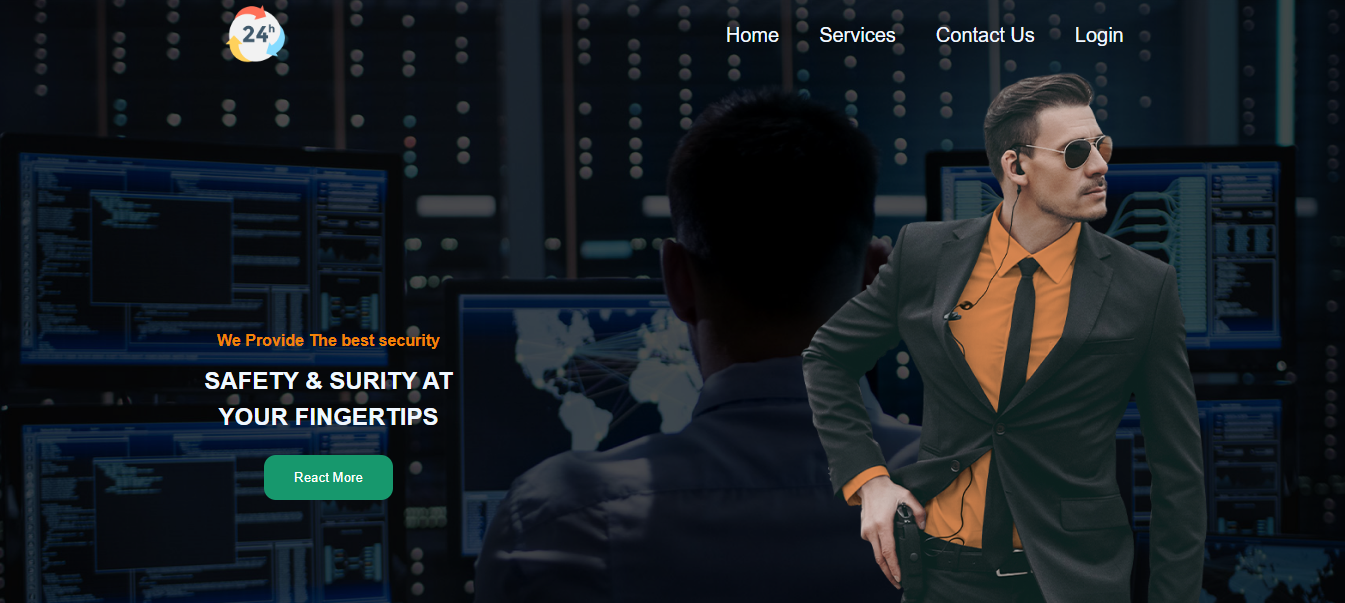 24h
Home Services Contact Us Login
We Provide The best security
SAFETY & SURITY AT
YOUR FINGERTIPS
React More